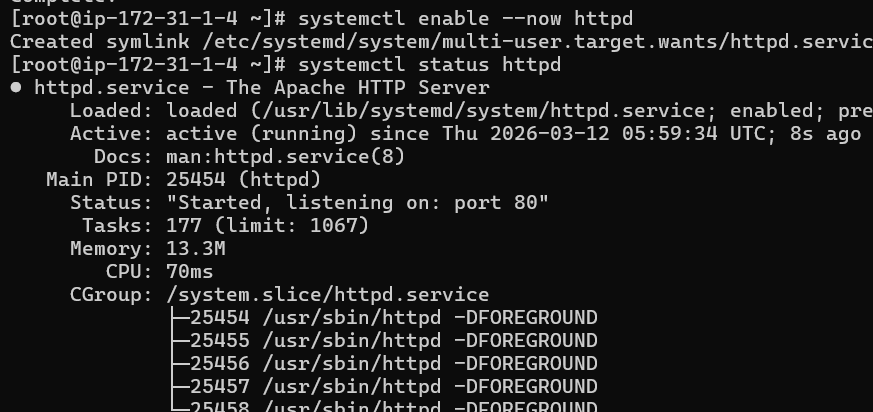 [root@ip-172-31-1-4 ~]# systemctl enable --now httpd
Created symlink /etc/systemd/system/multi-user.target.wants/httpd.servic
[root@ip-172-31-1-4 ~]# systemctl status httpd
● httpd.service - The Apache HTTP Server
     Loaded: loaded (/usr/lib/systemd/system/httpd.service; enabled; pre
     Active: active (running) since Thu 2026-03-12 05:59:34 UTC; 8s ago
       Docs: man:httpd.service(8)
   Main PID: 25454 (httpd)
     Status: "Started, listening on: port 80"
      Tasks: 177 (limit: 1067)
     Memory: 13.3M
        CPU: 70ms
     CGroup: /system.slice/httpd.service
             ├─25454 /usr/sbin/httpd -DFOREGROUND
             ├─25455 /usr/sbin/httpd -DFOREGROUND
             ├─25456 /usr/sbin/httpd -DFOREGROUND
             ├─25457 /usr/sbin/httpd -DFOREGROUND
             └─25458 /usr/sbin/httpd -DFOREGROUND